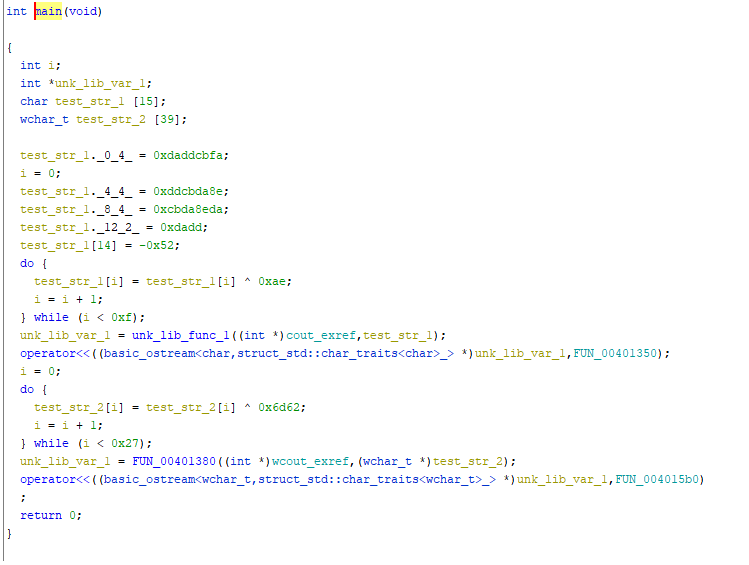 int main(void)
{
int i;
int *unk_lib_var_1;
char test_str_1 [15];
wchar_t test_str_2 [39];
test_str_1._0_4_ = 0xdaddcbfa;
i = 0;
test_str_1._4_4_ = 0xddcbda8e;
test_str_1._8_4_ = 0xcbda8eda;
test_str_1._12_2_ = 0xdadd;
test_str_1[14] = -0x52;
do {
test_str_1[i] = test_str_1[i] ^ 0xae;
i = i + 1;
} while (i < 0xf);
unk_lib_var_1 = unk_lib_func_1((int *)cout_exref,test_str_1);
operator<<((basic_ostream<char,struct_std::char_traits<char>_> *)unk_lib_var_1,FUN_00401350);
i = 0;
do {
test_str_2[i] = test_str_2[i] ^ 0x6d62;
i = i + 1;
} while (i < 0x27);
unk_lib_var_1 = FUN_00401380((int *)wcout_exref,(wchar_t *)test_str_2);
operator<<((basic_ostream<wchar_t,struct_std::char_traits<wchar_t>_> *)unk_lib_var_1,FUN_004015b0)
;
return 0;
}